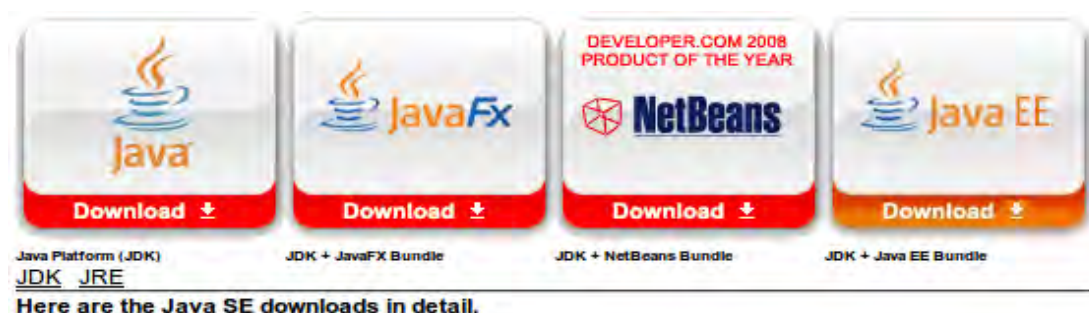 DEVELOPER.COM 2008
PRODUCT OF THE YEAR
Java
JavaFx
NetBeans
Java EE
Download
Download
Download
Download
Java Platform (JDK)
JDK + JavaFX Bundle
JDK + NetBeans Bundle
JDK + Java EE Bundle
JDK JRE
Here are the Java SE downloads in detail.